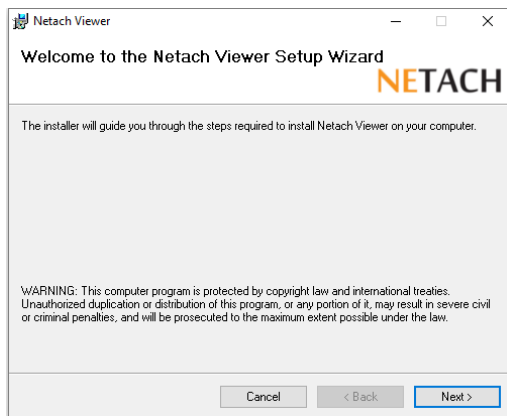 Netach Viewer
Welcome to the Netach Viewer Setup Wizard
NETACH
The installer will guide you through the steps required to install Netach Viewer on your computer.
WARNING: This computer program is protected by copyright law and international treaties.
Unauthorized duplication or distribution of this program, or any portion of it, may result in severe civil
or criminal penalties, and will be prosecuted to the maximum extent possible under the law.
Cancel < Back Next >